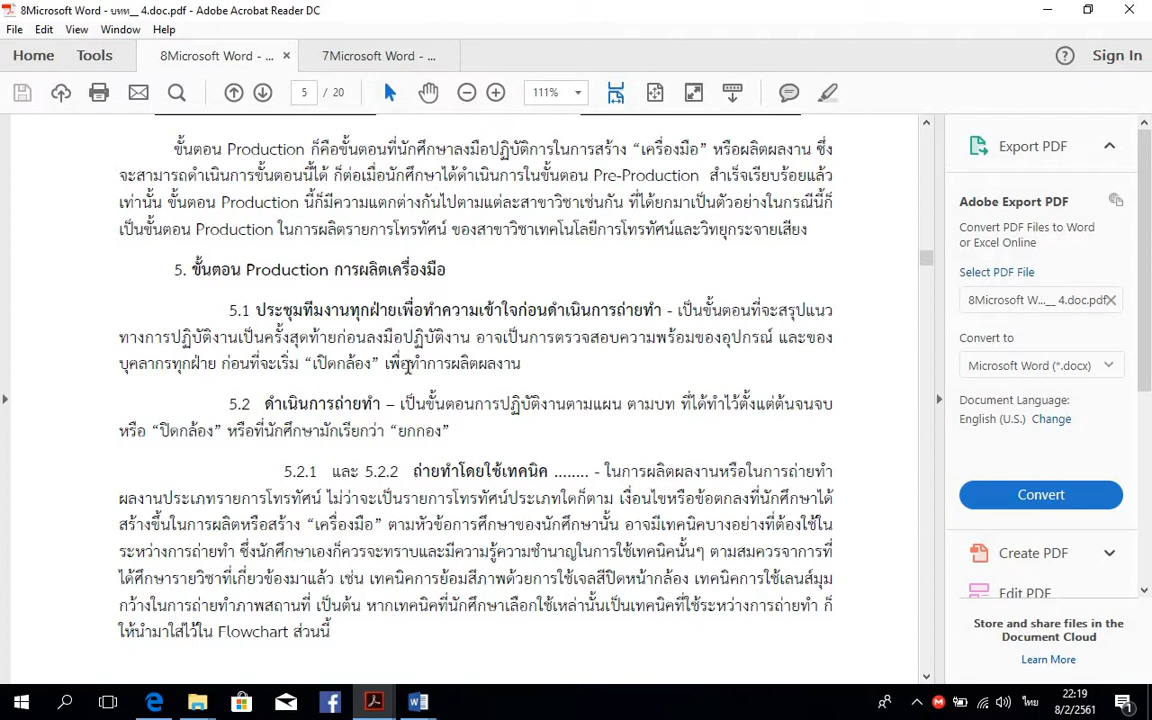 8Microsoft Word - บทท__ 4.doc.pdf - Adobe Acrobat Reader DC
File Edit View Window Help
Home Tools 8Microsoft Word - ... × 7Microsoft Word - ... ? Sign In
5 / 20 111%
ขั้นตอน Production ก็คือขั้นตอนที่นักศึกษาลงมือปฏิบัติการในการสร้าง “เครื่องมือ” หรือผลิตผลงาน ซึ่ง
จะสามารถดำเนินการขั้นตอนนี้ได้ ก็ต่อเมื่อนักศึกษาได้ดำเนินการในขั้นตอน Pre-Production สำเร็จเรียบร้อยแล้ว
เท่านั้น ขั้นตอน Production นี้ก็มีความแตกต่างกันไปตามแต่ละสาขาวิชาเช่นกัน ที่ได้ยกมาเป็นตัวอย่างในกรณีนี้ก็
เป็นขั้นตอน Production ในการผลิตรายการโทรทัศน์ ของสาขาวิชาเทคโนโลยีการโทรทัศน์และวิทยุกระจายเสียง
5. ขั้นตอน Production การผลิตเครื่องมือ
5.1 ประชุมทีมงานทุกฝ่ายเพื่อทำความเข้าใจก่อนดำเนินการถ่ายทำ - เป็นขั้นตอนที่จะสรุปแนว
ทางการปฏิบัติงานเป็นครั้งสุดท้ายก่อนลงมือปฏิบัติงาน อาจเป็นการตรวจสอบความพร้อมของอุปกรณ์ และของ
บุคลากรทุกฝ่าย ก่อนที่จะเริ่ม “เปิดกล้อง” เพื่อทำการผลิตผลงาน
5.2 ดำเนินการถ่ายทำ – เป็นขั้นตอนการปฏิบัติงานตามแผน ตามบท ที่ได้ทำไว้ตั้งแต่ต้นจนจบ
หรือ “ปิดกล้อง” หรือที่นักศึกษามักเรียกว่า “ยกกอง”
5.2.1 และ 5.2.2 ถ่ายทำโดยใช้เทคนิค ........ - ในการผลิตผลงานหรือในการถ่ายทำ
ผลงานประเภทรายการโทรทัศน์ ไม่ว่าจะเป็นรายการโทรทัศน์ประเภทใดก็ตาม เงื่อนไขหรือข้อตกลงที่นักศึกษาได้
สร้างขึ้นในการผลิตหรือสร้าง “เครื่องมือ” ตามหัวข้อการศึกษาของนักศึกษานั้น อาจมีเทคนิคบางอย่างที่ต้องใช้ใน
ระหว่างการถ่ายทำ ซึ่งนักศึกษาเองก็ควรจะทราบและมีความรู้ความชำนาญในการใช้เทคนิคนั้นๆ ตามสมควรจากการที่
ได้ศึกษารายวิชาที่เกี่ยวข้องมาแล้ว เช่น เทคนิคการย้อมสีภาพด้วยการใช้เจลสีปิดหน้ากล้อง เทคนิคการใช้เลนส์มุม
กว้างในการถ่ายทำภาพสถานที่ เป็นต้น หากเทคนิคที่นักศึกษาเลือกใช้เหล่านั้นเป็นเทคนิคที่ใช้ระหว่างการถ่ายทำ ก็
ให้นำมาใส่ไว้ใน Flowchart ส่วนนี้
Export PDF
Adobe Export PDF
Convert PDF Files to Word
or Excel Online
Select PDF File
8Microsoft W...__ 4.doc.pdf
Convert to
Microsoft Word (*.docx)
Document Language:
English (U.S.) Change
Convert
Create PDF
Edit PDF
Store and share files in the
Document Cloud
Learn More
ไทย
22:19
8/2/2561
1